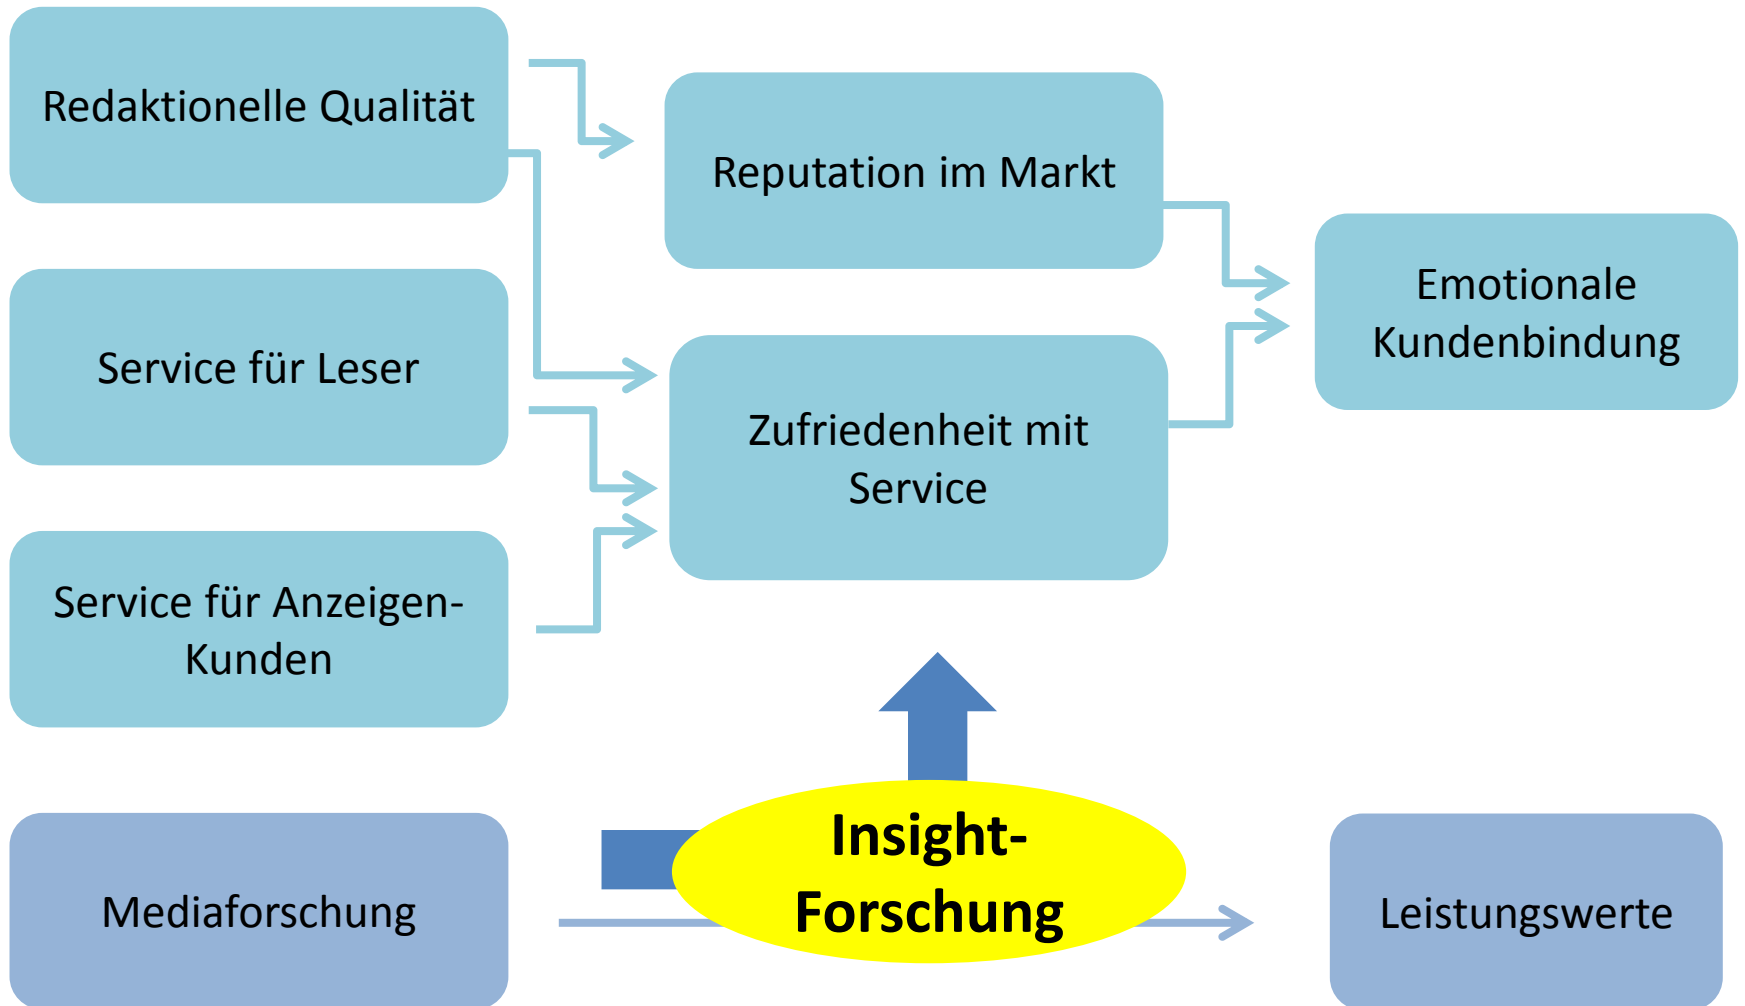 Redaktionelle Qualität
Reputation im Markt
Emotionale
Kundenbindung
Service für Leser
Zufriedenheit mit
Service
Service für Anzeigen-
Kunden
Insight-
Forschung
Mediaforschung
Leistungswerte